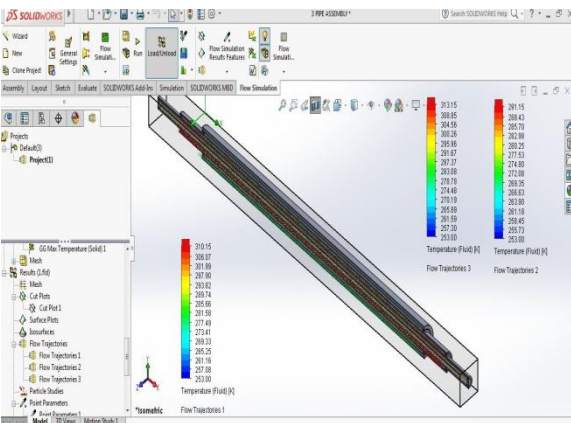 SOLIDWORKS
3 PIPE ASSEMBLY *
Search SOLIDWORKS Help
Wizard
New
Clone Project
General Settings
Flow Simulati...
Run
Load/Unload
Flow Simulation Results Features
Flow Simulati...
Assembly
Layout
Sketch
Evaluate
SOLIDWORKS Add-Ins
Simulation
SOLIDWORKS MBD
Flow Simulation
Projects
Default(3)
Project(1)
GG Max Temperature (Solid) 1
Mesh
Results (1.fld)
Mesh
Cut Plots
Cut Plot 1
Surface Plots
Isosurfaces
Flow Trajectories
Flow Trajectories 1
Flow Trajectories 2
Flow Trajectories 3
Particle Studies
Point Parameters
Point Parameters 1
313.15
308.85
304.56
300.26
295.96
291.67
287.37
283.08
278.78
274.48
270.19
265.89
261.59
257.30
253.00
Temperature (Fluid) [K]
Flow Trajectories 3
291.15
288.43
285.70
282.98
280.25
277.53
274.80
272.08
269.35
266.63
263.90
261.18
258.45
255.73
253.00
Temperature (Fluid) [K]
Flow Trajectories 2
310.15
306.07
301.99
297.90
293.82
289.74
285.66
281.58
277.49
273.41
269.33
265.25
261.16
257.08
253.00
Temperature (Fluid) [K]
Flow Trajectories 1
*Isometric
Model
3D Views
Motion Study 1